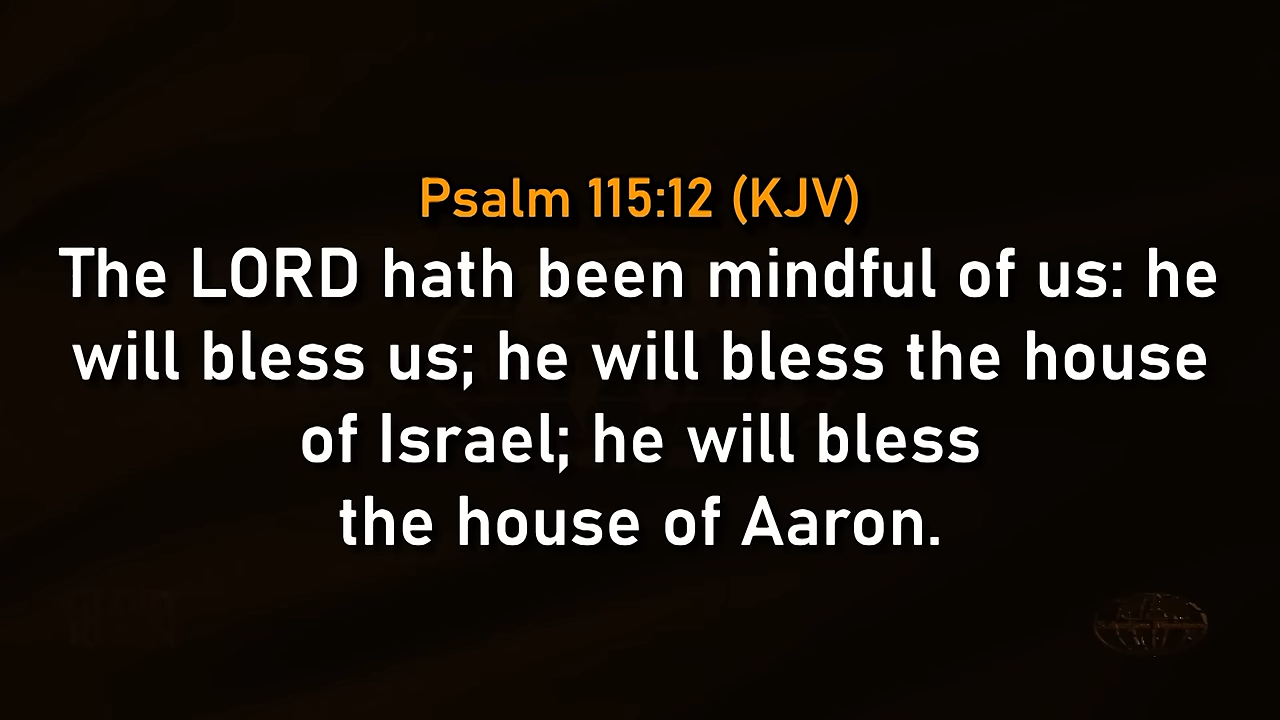 Psalm 115:12 (KJV)
The LORD hath been mindful of us: he
will bless us; he will bless the house
of Israel; he will bless
the house of Aaron.